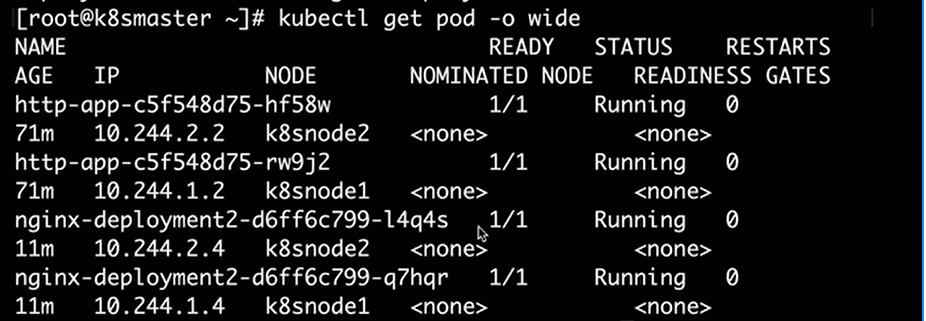 [root@k8smaster ~]# kubectl get pod -o wide
NAME READY STATUS RESTARTS
AGE IP NODE NOMINATED NODE READINESS GATES
http-app-c5f548d75-hf58w 1/1 Running 0
71m 10.244.2.2 k8snode2 <none> <none>
http-app-c5f548d75-rw9j2 1/1 Running 0
71m 10.244.1.2 k8snode1 <none> <none>
nginx-deployment2-d6ff6c799-l4q4s 1/1 Running 0
11m 10.244.2.4 k8snode2 <none> <none>
nginx-deployment2-d6ff6c799-q7hqr 1/1 Running 0
11m 10.244.1.4 k8snode1 <none> <none>